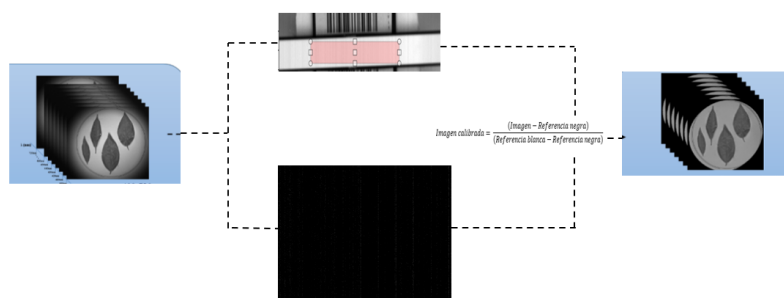 (Imagen − Referencia negra)
Imagen calibrada = 
(Referencia blanca − Referencia negra)